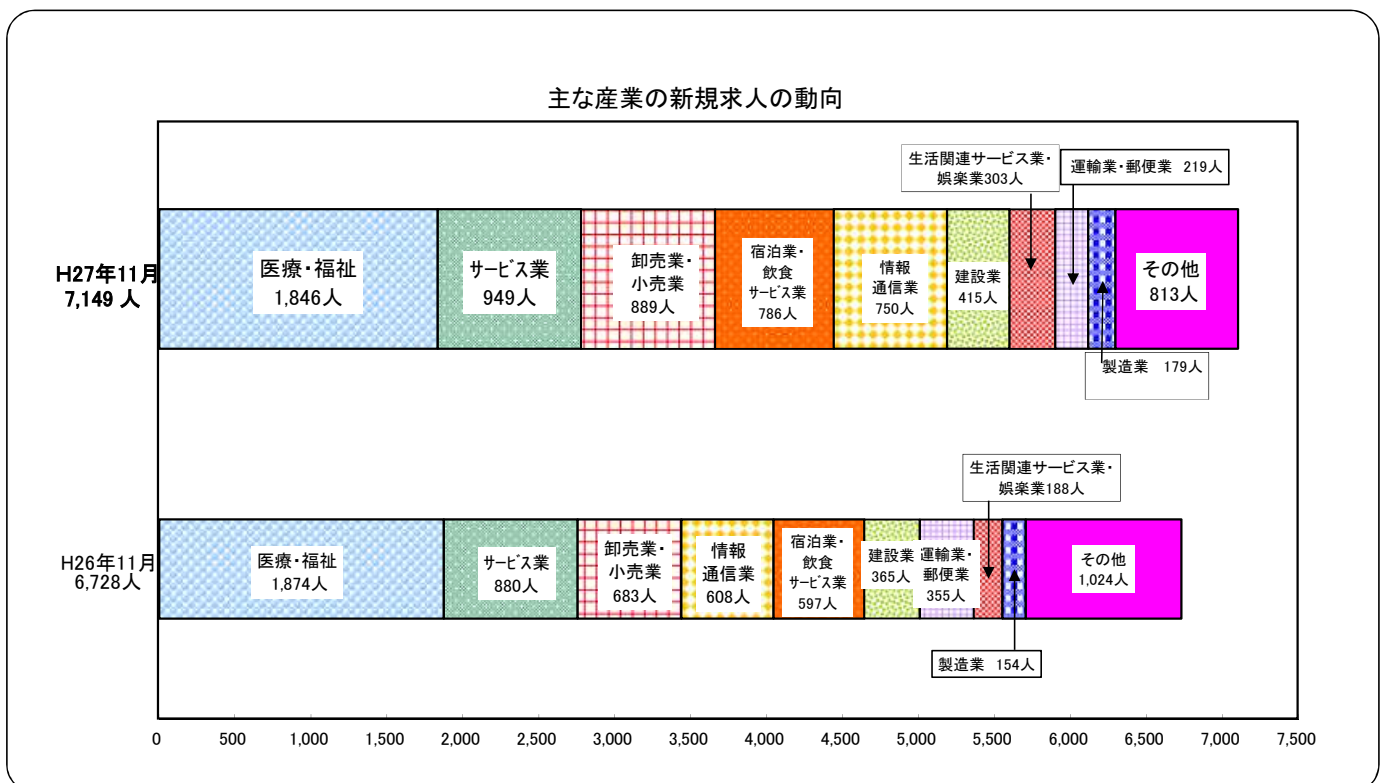 主な産業の新規求人の動向
生活関連サービス業・
娯楽業303人
運輸業・郵便業　219人
H27年11月
7,149 人
医療・福祉
1,846人
サービス業
949人
卸売業・
小売業
889人
宿泊業・
飲食
サービス業
786人
情報
通信業
750人
建設業
415人
その他
813人
製造業　179人
生活関連サービス業・
娯楽業188人
H26年11月
6,728人
医療・福祉
1,874人
サービス業
880人
卸売業・
小売業
683人
情報
通信業
608人
宿泊業・
飲食
サービス業
597人
建設業
365人
運輸業・
郵便業
355人
その他
1,024人
製造業　154人
0 500 1,000 1,500 2,000 2,500 3,000 3,500 4,000 4,500 5,000 5,500 6,000 6,500 7,000 7,500